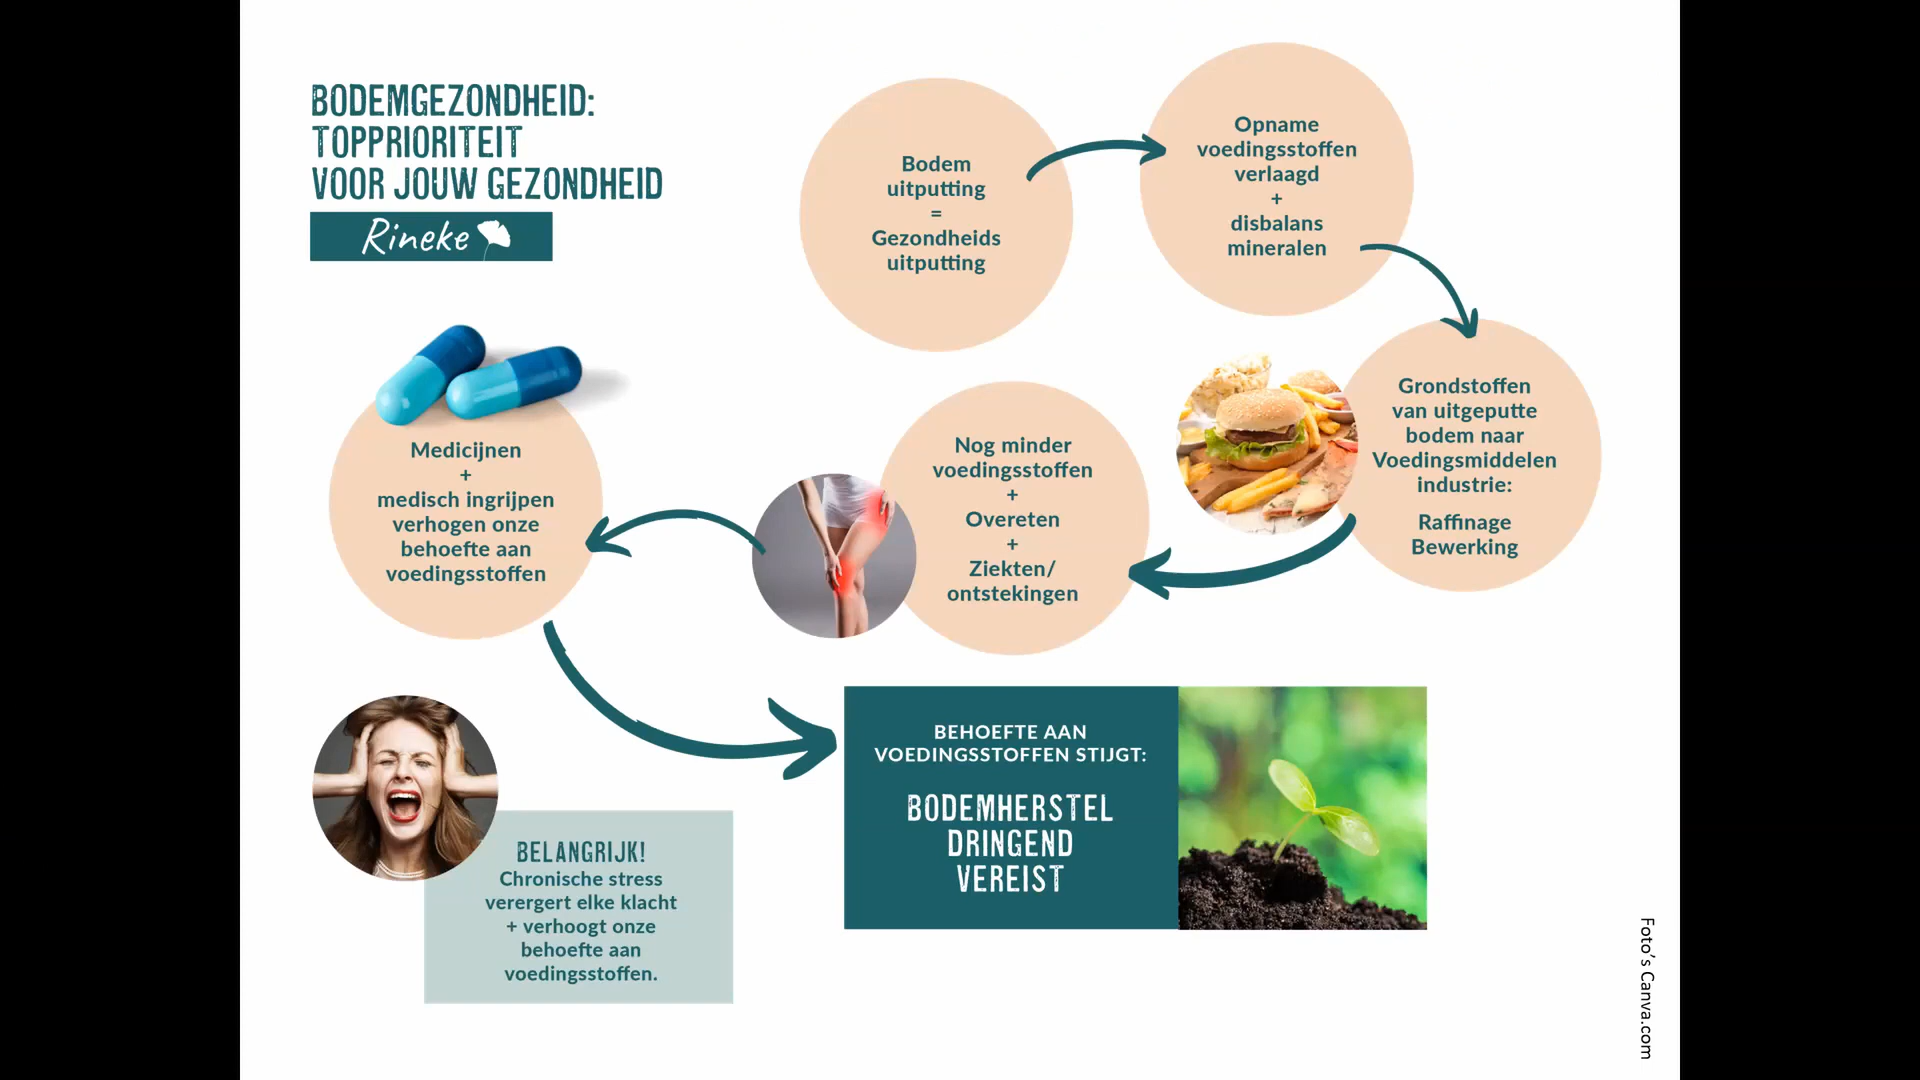 BODEMGEZONDHEID:
TOPPRIORITEIT
VOOR JOUW GEZONDHEID
Rineke
Bodem
uitputting
=
Gezondheids
uitputting
Opname
voedingsstoffen
verlaagd
+
disbalans
mineralen
Grondstoffen
van uitgeputte
bodem naar
Voedingsmiddelen
industrie:
Raffinage
Bewerking
Nog minder
voedingsstoffen
+
Overeten
+
Ziekten/
ontstekingen
Medicijnen
+
medisch ingrijpen
verhogen onze
behoefte aan
voedingsstoffen
BEHOEFTE AAN
VOEDINGSSTOFFEN STIJGT:
BODEMHERSTEL
DRINGEND
VEREIST
BELANGRIJK!
Chronische stress
verergert elke klacht
+ verhoogt onze
behoefte aan
voedingsstoffen.
Foto's Canva.com